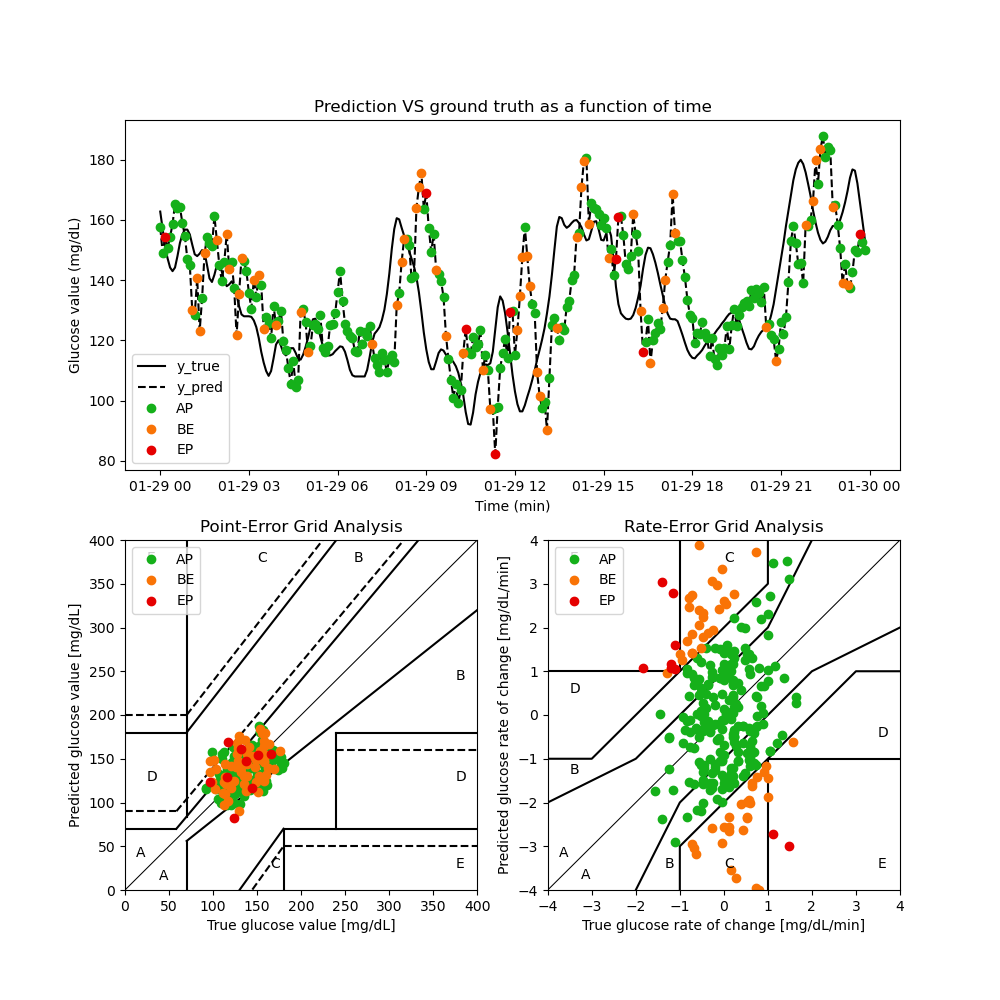 Prediction VS ground truth as a function of time
Glucose value (mg/dL)
180
160
140
120
100
80
y_true
y_pred
AP
BE
EP
01-29 00 01-29 03 01-29 06 01-29 09 01-29 12 01-29 15 01-29 18 01-29 21 01-30 00
Time (min)
Point-Error Grid Analysis
Predicted glucose value [mg/dL]
400
350
300
250
200
150
100
50
0
AP
BE
EP
C
B
B
D
D
A
A
C
E
0 50 100 150 200 250 300 350 400
True glucose value [mg/dL]
Rate-Error Grid Analysis
Predicted glucose rate of change [mg/dL/min]
4
3
2
1
0
−1
−2
−3
−4
AP
BE
EP
C
D
D
B
A
A
B
C
E
−4 −3 −2 −1 0 1 2 3 4
True glucose rate of change [mg/dL/min]